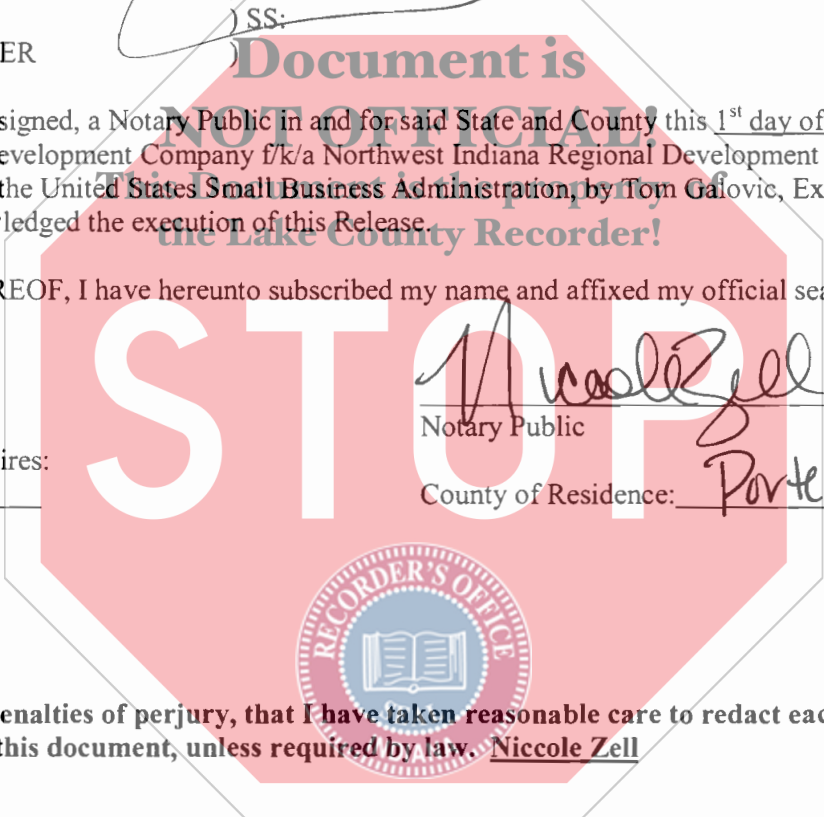 ) SS:
ER )
Document is
NOT OFFICIAL!
This Document is the property of
the Lake County Recorder!
signed, a Notary Public in and for said State and County this 1st day of
evelopment Company f/k/a Northwest Indiana Regional Development
the United States Small Business Administration, by Tom Galovic, Ex
ledged the execution of this Release.
REOF, I have hereunto subscribed my name and affixed my official sea
STOP
Niccole Zell
Notary Public
ires:
County of Residence: Porte
RECORDER'S OFFICE
enalties of perjury, that I have taken reasonable care to redact eac
this document, unless required by law. Niccole Zell